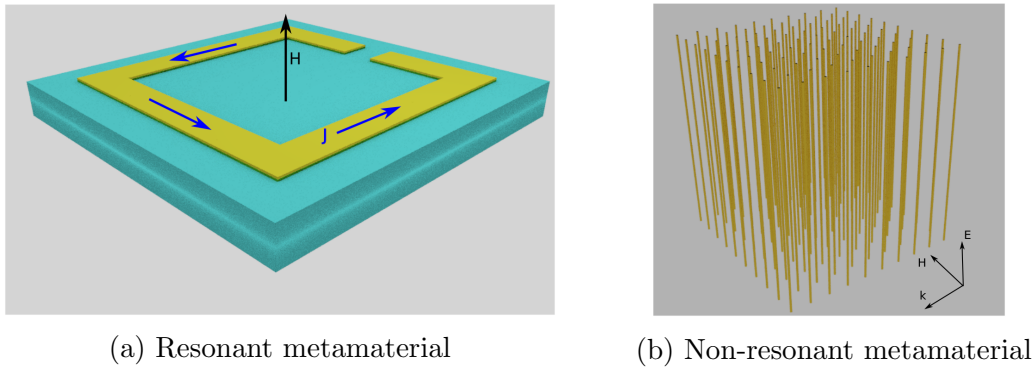 H
J
E
H
k
(a) Resonant metamaterial
(b) Non-resonant metamaterial